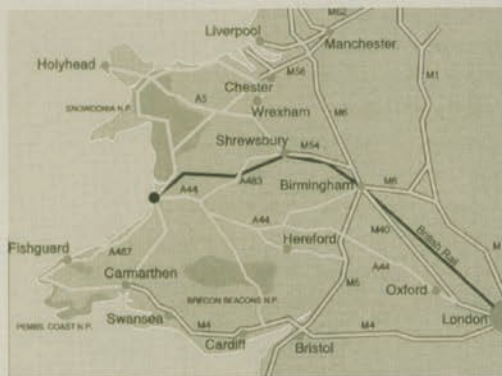 M62
Liverpool
Manchester
Holyhead
M56
Chester
M1
A5
Wrexham
M6
SNOWDONIA N.P.
Shrewsbury
M54
A44
A483
Birmingham
M6
A44
Hereford
M40
British Rail
Fishguard
A487
A44
M
Carmarthen
M5
Oxford
BRECON BEACONS N.P.
London
PEMBS. COAST N.P.
Swansea
M4
M4
Cardiff
Bristol